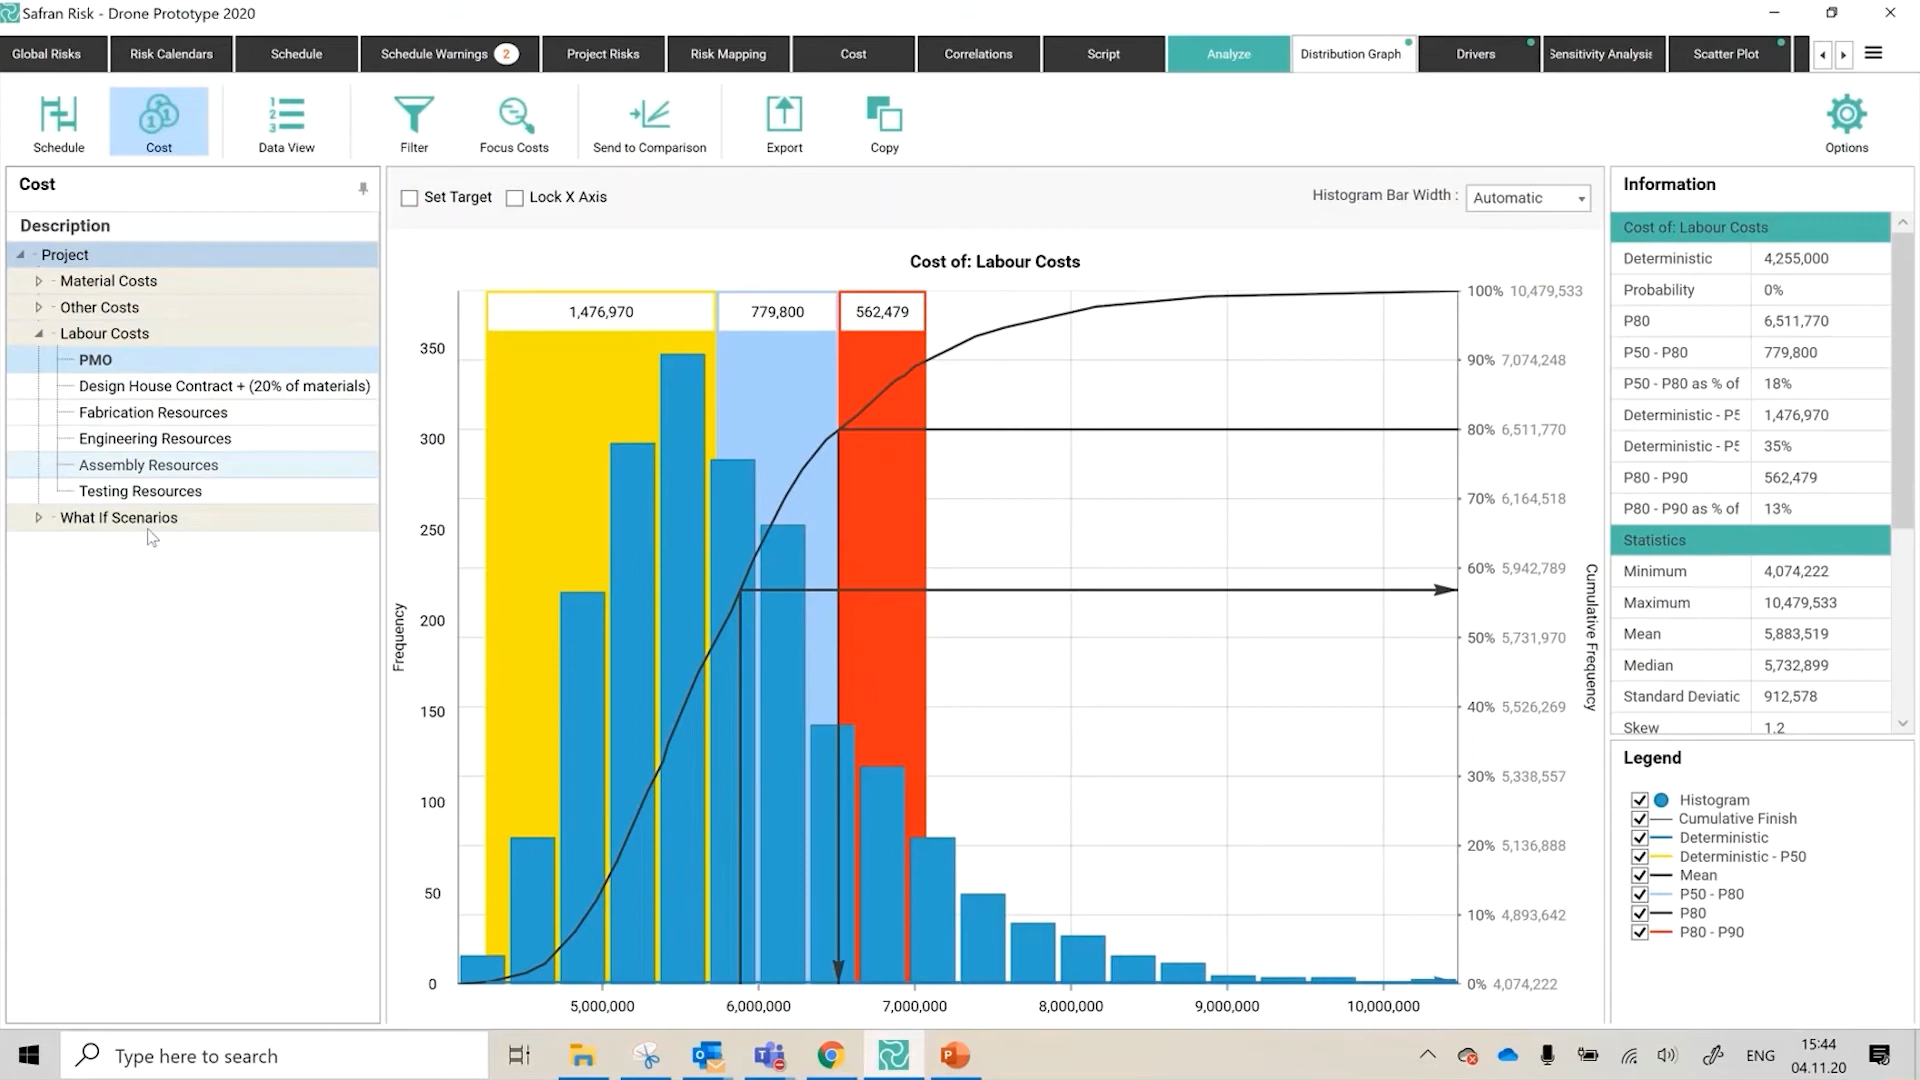 Safran Risk - Drone Prototype 2020
Global Risks
Risk Calendars
Schedule
Schedule Warnings 2
Project Risks
Risk Mapping
Cost
Correlations
Script
Analyze
Distribution Graph
Drivers
Sensitivity Analysis
Scatter Plot
Schedule
Cost
Data View
Filter
Focus Costs
Send to Comparison
Export
Copy
Options
Cost
Description
Project
Material Costs
Other Costs
Labour Costs
PMO
Design House Contract + (20% of materials)
Fabrication Resources
Engineering Resources
Assembly Resources
Testing Resources
What If Scenarios
Set Target
Lock X Axis
Histogram Bar Width :
Automatic
Cost of: Labour Costs
1,476,970
779,800
562,479
Frequency
350
300
250
200
150
100
50
0
5,000,000
6,000,000
7,000,000
8,000,000
9,000,000
10,000,000
100% 10,479,533
90% 7,074,248
80% 6,511,770
70% 6,164,518
60% 5,942,789
50% 5,731,970
40% 5,526,269
30% 5,338,557
20% 5,136,888
10% 4,893,642
0% 4,074,222
Cumulative Frequency
Information
Cost of: Labour Costs
Deterministic 4,255,000
Probability 0%
P80 6,511,770
P50 - P80 779,800
P50 - P80 as % of 18%
Deterministic - P5 1,476,970
Deterministic - P5 35%
P80 - P90 562,479
P80 - P90 as % of 13%
Statistics
Minimum 4,074,222
Maximum 10,479,533
Mean 5,883,519
Median 5,732,899
Standard Deviatic 912,578
Skew 1.2
Legend
Histogram
Cumulative Finish
Deterministic
Deterministic - P50
Mean
P50 - P80
P80
P80 - P90
Type here to search
ENG
15:44
04.11.20